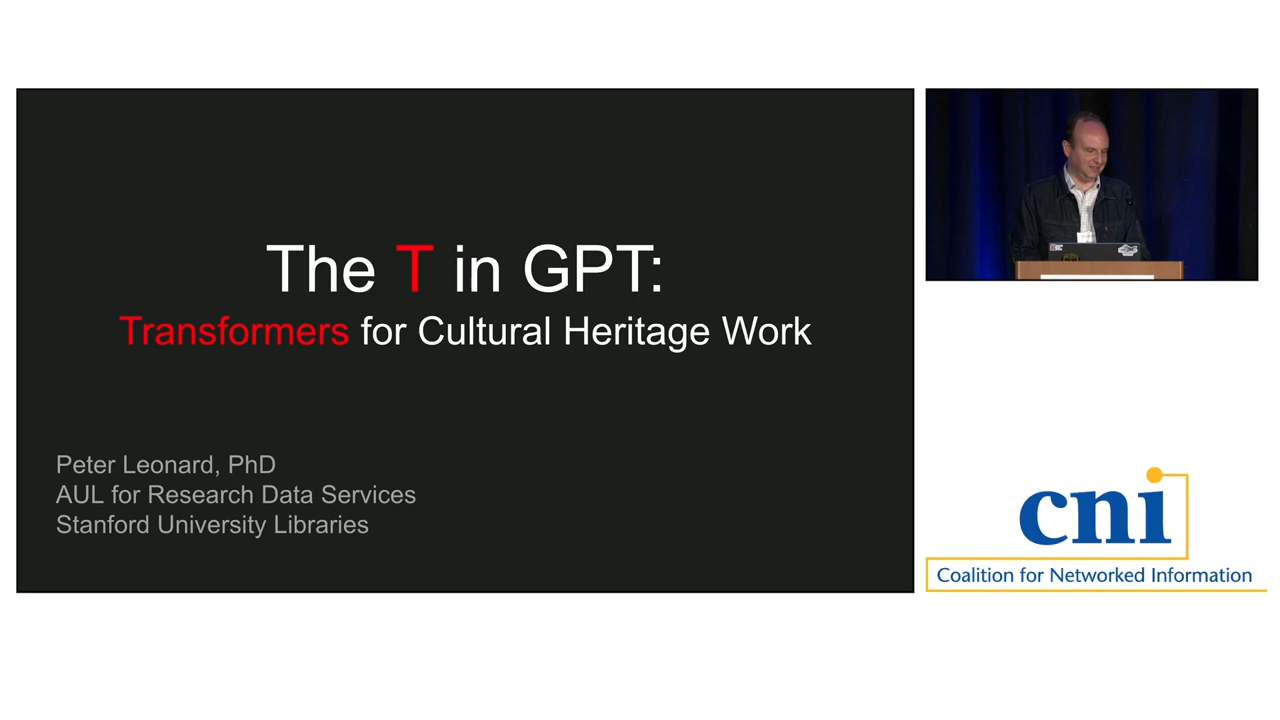 The T in GPT:
Transformers for Cultural Heritage Work
Peter Leonard, PhD
AUL for Research Data Services
Stanford University Libraries
cni
Coalition for Networked Information